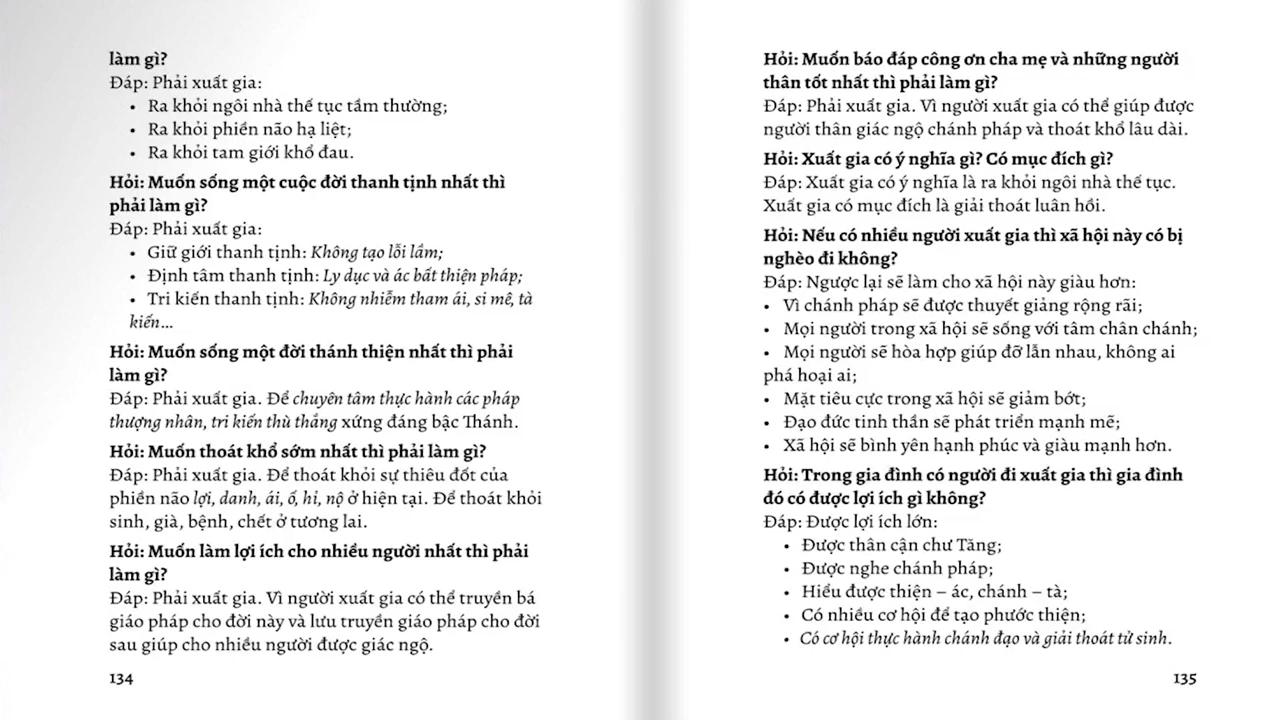 làm gì?
Đáp: Phải xuất gia:
• Ra khỏi ngôi nhà thế tục tầm thường;
• Ra khỏi phiền não hạ liệt;
• Ra khỏi tam giới khổ đau.
Hỏi: Muốn sống một cuộc đời thanh tịnh nhất thì
phải làm gì?
Đáp: Phải xuất gia:
• Giữ giới thanh tịnh: Không tạo lỗi lầm;
• Định tâm thanh tịnh: Ly dục và ác bất thiện pháp;
• Tri kiến thanh tịnh: Không nhiễm tham ái, si mê, tà
kiến...
Hỏi: Muốn sống một đời thánh thiện nhất thì phải
làm gì?
Đáp: Phải xuất gia. Để chuyên tâm thực hành các pháp
thượng nhân, tri kiến thù thắng xứng đáng bậc Thánh.
Hỏi: Muốn thoát khổ sớm nhất thì phải làm gì?
Đáp: Phải xuất gia. Để thoát khỏi sự thiêu đốt của
phiền não lợi, danh, ái, ố, hỉ, nộ ở hiện tại. Để thoát khỏi
sinh, già, bệnh, chết ở tương lai.
Hỏi: Muốn làm lợi ích cho nhiều người nhất thì phải
làm gì?
Đáp: Phải xuất gia. Vì người xuất gia có thể truyền bá
giáo pháp cho đời này và lưu truyền giáo pháp cho đời
sau giúp cho nhiều người được giác ngộ.
134
Hỏi: Muốn báo đáp công ơn cha mẹ và những người
thân tốt nhất thì phải làm gì?
Đáp: Phải xuất gia. Vì người xuất gia có thể giúp được
người thân giác ngộ chánh pháp và thoát khổ lâu dài.
Hỏi: Xuất gia có ý nghĩa gì? Có mục đích gì?
Đáp: Xuất gia có ý nghĩa là ra khỏi ngôi nhà thế tục.
Xuất gia có mục đích là giải thoát luân hồi.
Hỏi: Nếu có nhiều người xuất gia thì xã hội này có bị
nghèo đi không?
Đáp: Ngược lại sẽ làm cho xã hội này giàu hơn:
• Vì chánh pháp sẽ được thuyết giảng rộng rãi;
• Mọi người trong xã hội sẽ sống với tâm chân chánh;
• Mọi người sẽ hòa hợp giúp đỡ lẫn nhau, không ai
phá hoại ai;
• Mặt tiêu cực trong xã hội sẽ giảm bớt;
• Đạo đức tinh thần sẽ phát triển mạnh mẽ;
• Xã hội sẽ bình yên hạnh phúc và giàu mạnh hơn.
Hỏi: Trong gia đình có người đi xuất gia thì gia đình
đó có được lợi ích gì không?
Đáp: Được lợi ích lớn:
• Được thân cận chư Tăng;
• Được nghe chánh pháp;
• Hiểu được thiện – ác, chánh – tà;
• Có nhiều cơ hội để tạo phước thiện;
• Có cơ hội thực hành chánh đạo và giải thoát tử sinh.
135